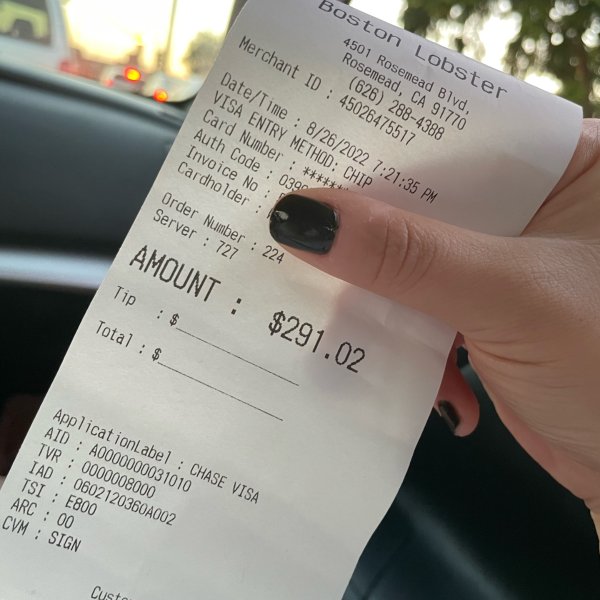 Boston Lobster
4501 Rosemead Blvd,
Rosemead, CA 91770
(626) 288-4388
Merchant ID : 45026475517
Date/Time : 8/26/2022 7:21:35 PM
VISA ENTRY METHOD: CHIP
Card Number : ******
Auth Code : 039
Invoice No :
Cardholder :
Order Number : 224
Server : 727
AMOUNT : $291.02
Tip : $
Total : $
ApplicationLabel : CHASE VISA
AID : A0000000031010
TVR : 0000008000
IAD : 0602120360A002
TSI : E800
ARC : 00
CVM : SIGN